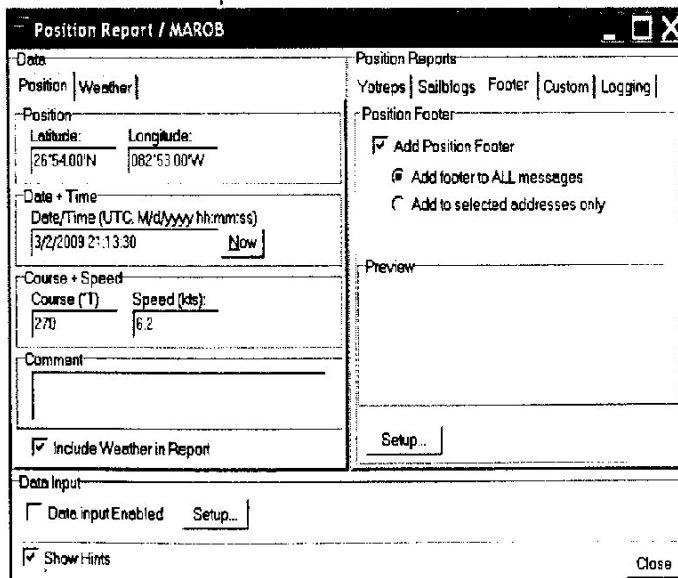 Position Report / MAROB
Data
Position Weather
Position
Latitude: Longitude:
26°54.00'N 082°53.00'W
Date + Time
Date/Time (UTC, M/d/yyyy hh:mm:ss)
3/2/2009 21:13:30 Now
Course + Speed
Course (°T) Speed (kts):
270 6.2
Comment
Include Weather in Report
Position Reports
Yotreps Sailblogs Footer Custom Logging
Position Footer
Add Position Footer
Add footer to ALL messages
Add to selected addresses only
Preview
Setup...
Data Input
Data input Enabled Setup...
Show Hints
Close